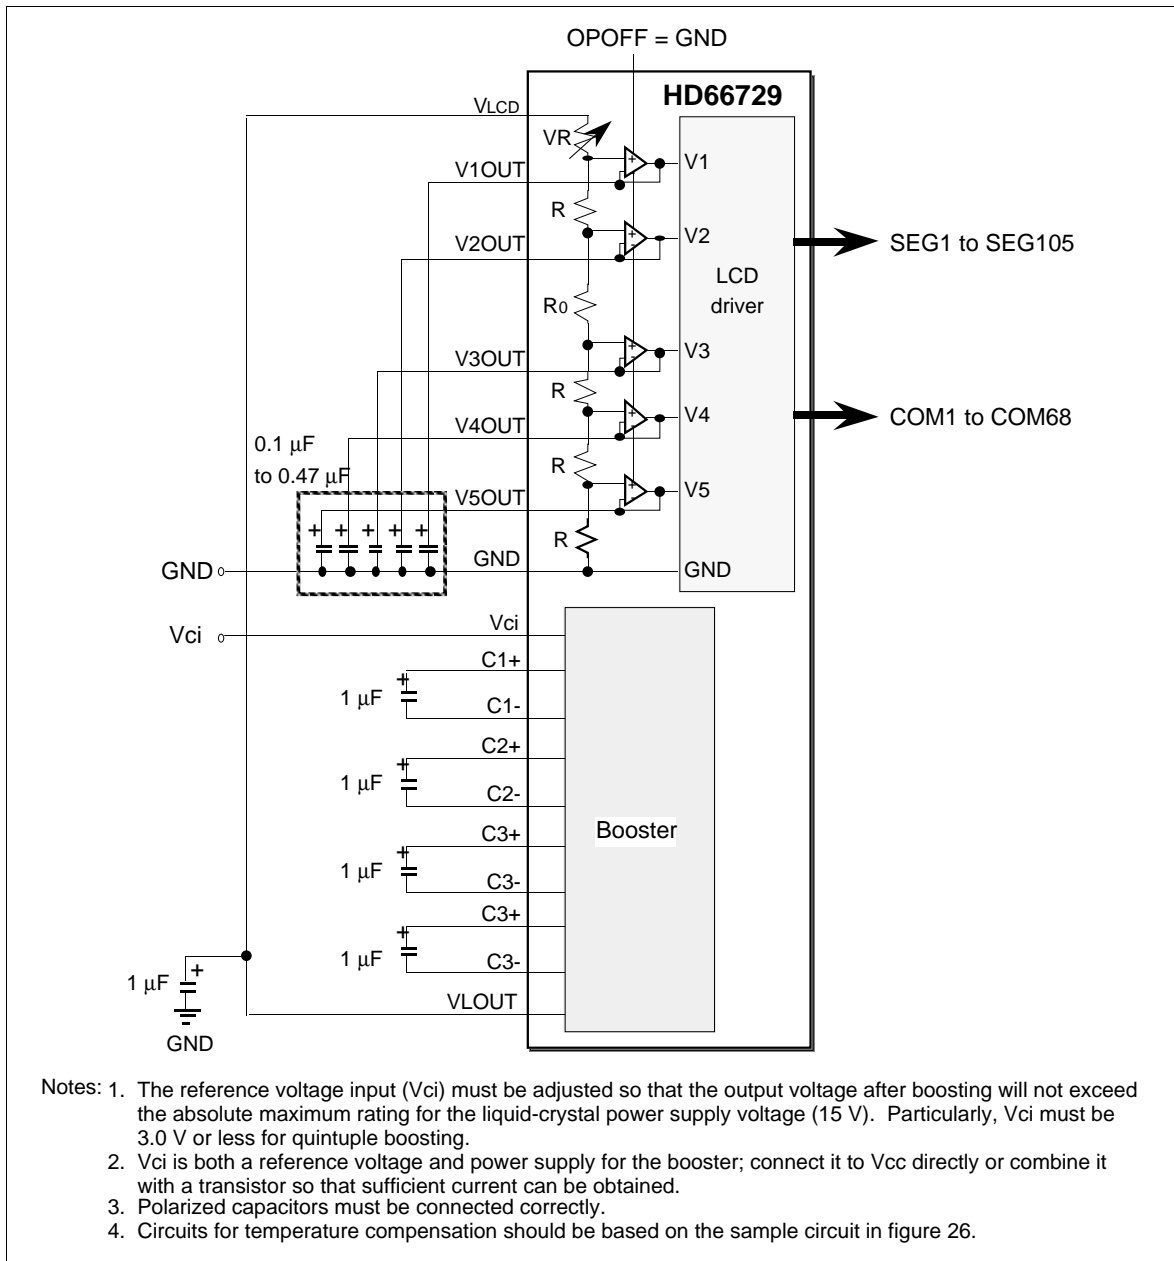 OPOFF = GND
HD66729
VLCD
VR
V1OUT
V1
R
V2OUT
V2
SEG1 to SEG105
LCD
driver
R0
V3OUT
V3
R
V4OUT
V4
COM1 to COM68
0.1 μF
to 0.47 μF
R
V5OUT
V5
+ + + + +
R
GND
GND
GND
Vci
Vci
C1+
+
1 μF
C1-
C2+
+
1 μF
C2-
Booster
C3+
+
1 μF
C3-
C3+
+
1 μF
C3-
+
1 μF
VLOUT
GND
Notes: 1. The reference voltage input (Vci) must be adjusted so that the output voltage after boosting will not exceed
the absolute maximum rating for the liquid-crystal power supply voltage (15 V). Particularly, Vci must be
3.0 V or less for quintuple boosting.
2. Vci is both a reference voltage and power supply for the booster; connect it to Vcc directly or combine it
with a transistor so that sufficient current can be obtained.
3. Polarized capacitors must be connected correctly.
4. Circuits for temperature compensation should be based on the sample circuit in figure 26.